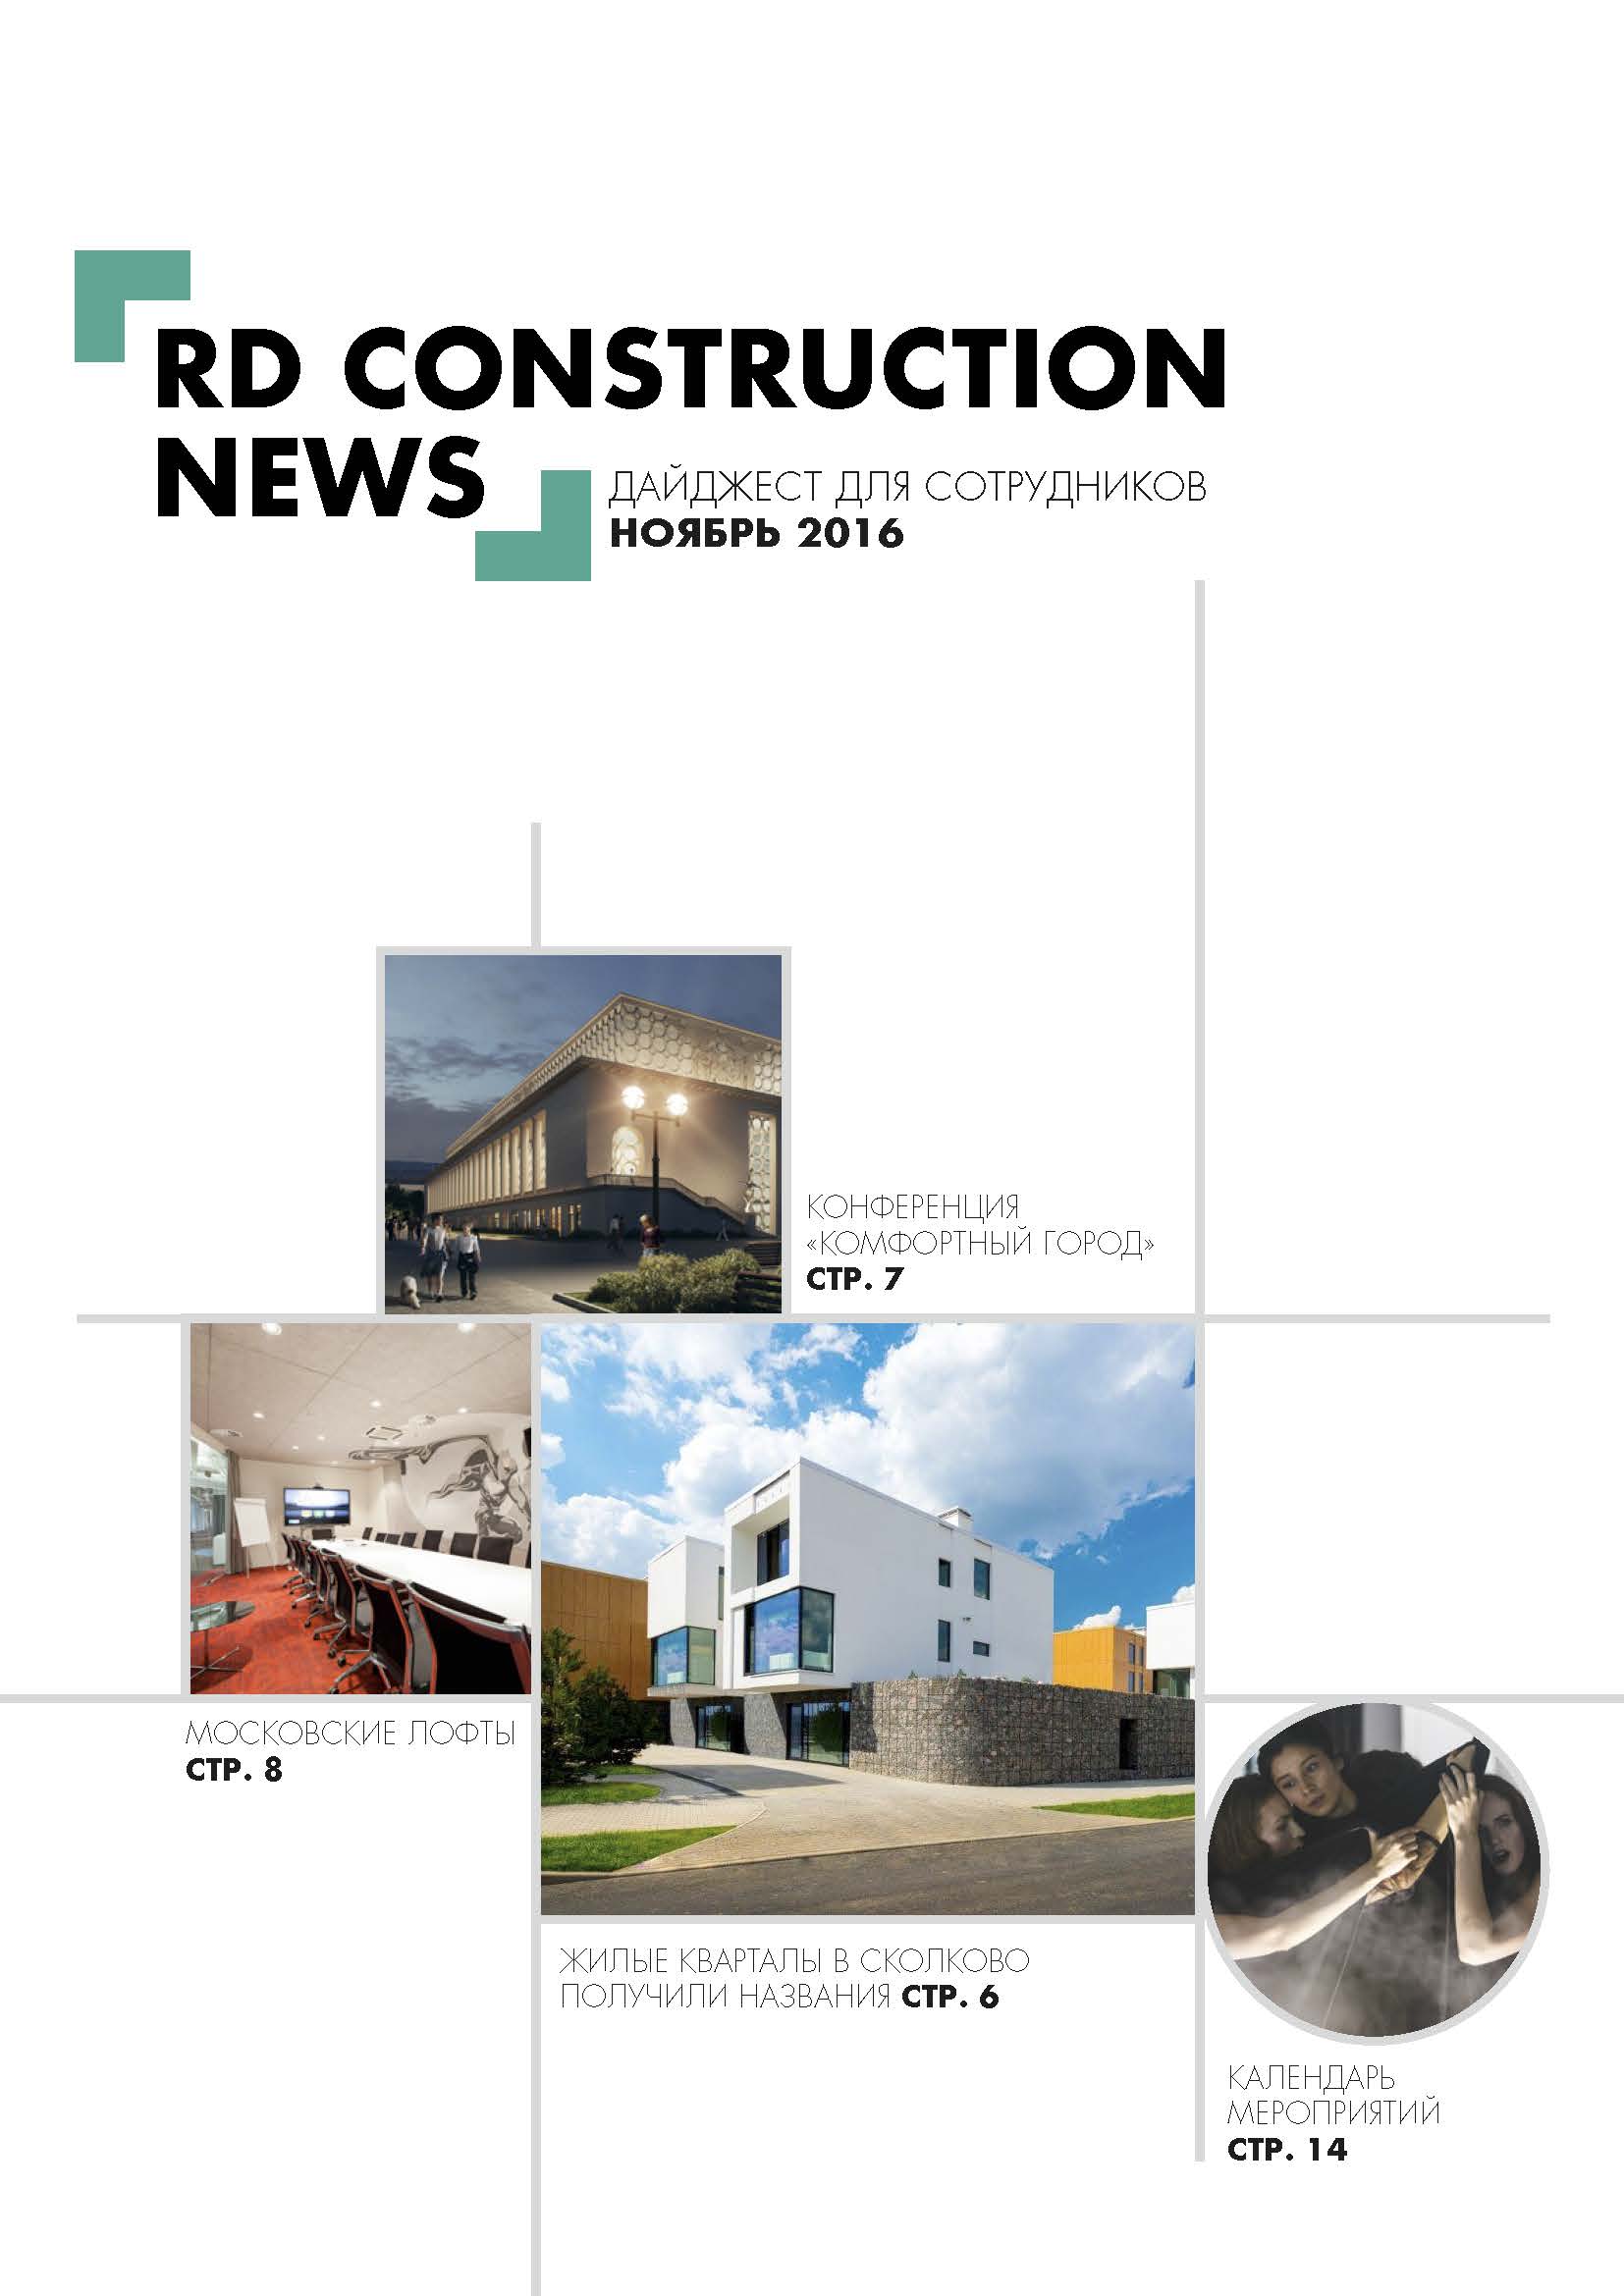 RD CONSTRUCTION
NEWS
ДАЙДЖЕСТ ДЛЯ СОТРУДНИКОВ
НОЯБРЬ 2016
КОНФЕРЕНЦИЯ
«КОМФОРТНЫЙ ГОРОД»
СТР. 7
МОСКОВСКИЕ ЛОФТЫ
СТР. 8
ЖИЛЫЕ КВАРТАЛЫ В СКОЛКОВО
ПОЛУЧИЛИ НАЗВАНИЯ СТР. 6
КАЛЕНДАРЬ
МЕРОПРИЯТИЙ
СТР. 14